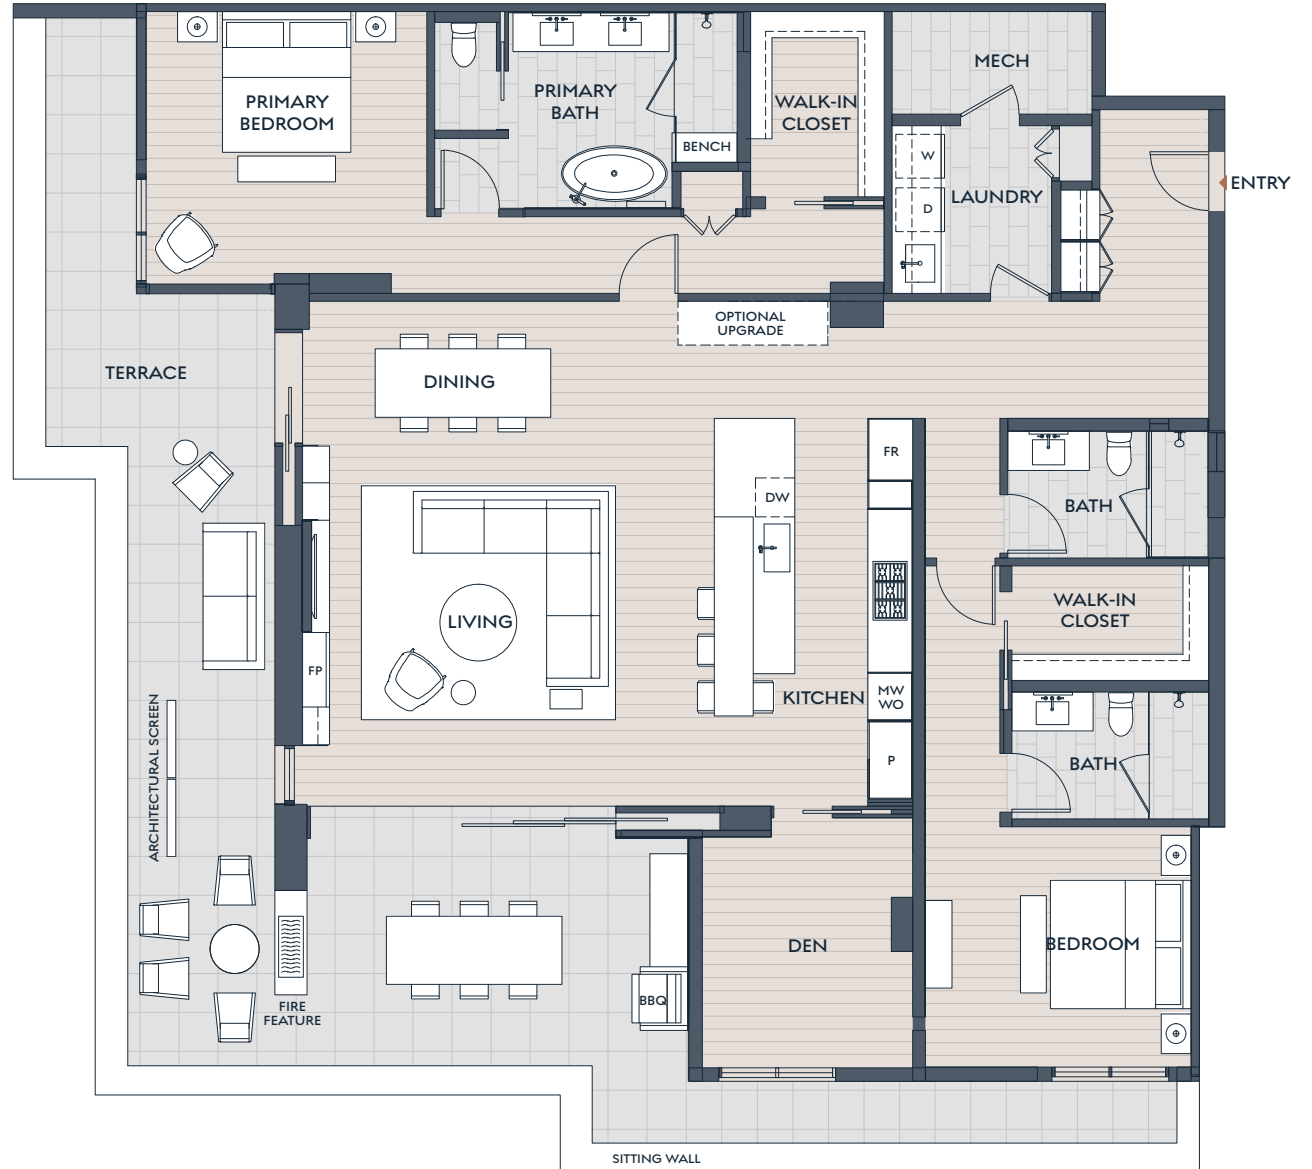 MECH
PRIMARY
BEDROOM
PRIMARY
BATH
WALK-IN
CLOSET
BENCH
W
D
LAUNDRY
ENTRY
OPTIONAL
UPGRADE
TERRACE
DINING
FR
DW
BATH
LIVING
WALK-IN
CLOSET
FP
KITCHEN
MW
WO
P
BATH
ARCHITECTURAL SCREEN
DEN
BEDROOM
BBQ
FIRE
FEATURE
SITTING WALL